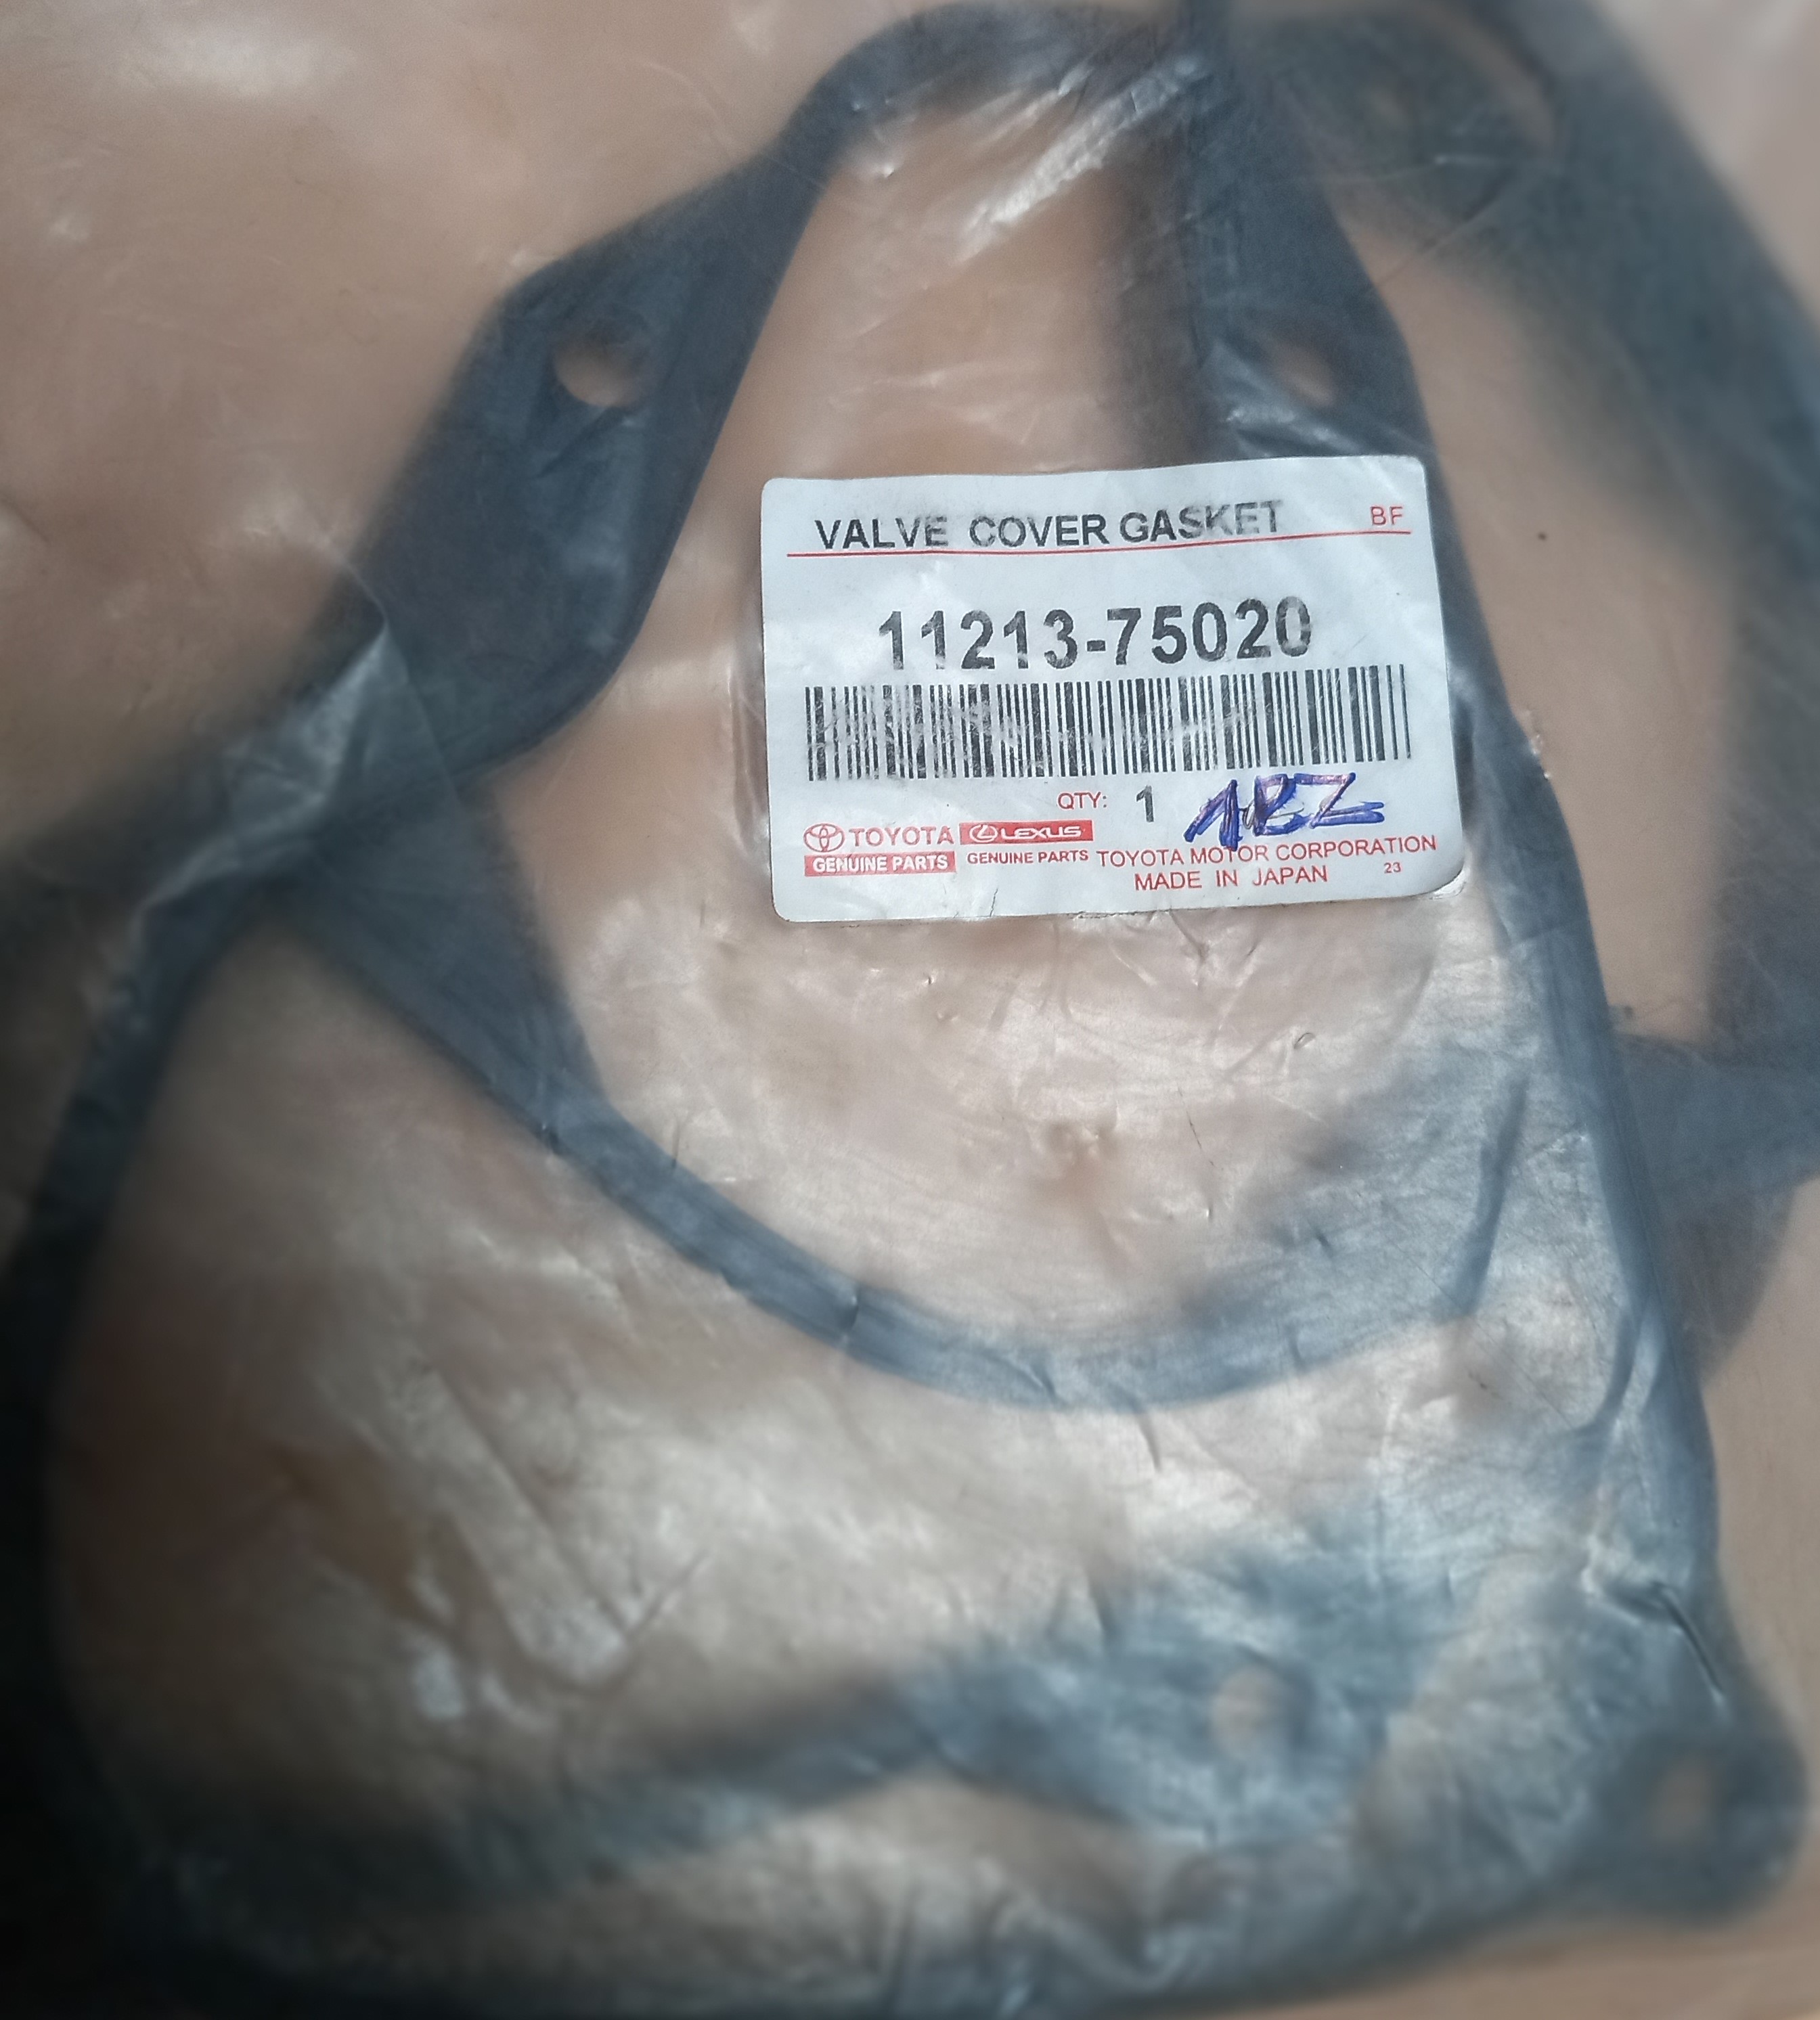 VALVE COVER GASKET BF
11213-75020
QTY: 1
TOYOTA LEXUS
GENUINE PARTS GENUINE PARTS TOYOTA MOTOR CORPORATION
MADE IN JAPAN 23